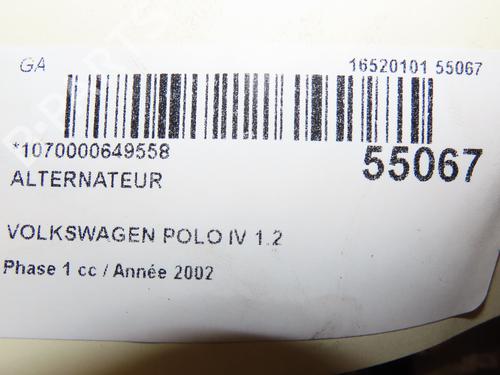 GA 16520101 55067
*1070000649558 55067
ALTERNATEUR
VOLKSWAGEN POLO IV 1.2
Phase 1 cc / Année 2002